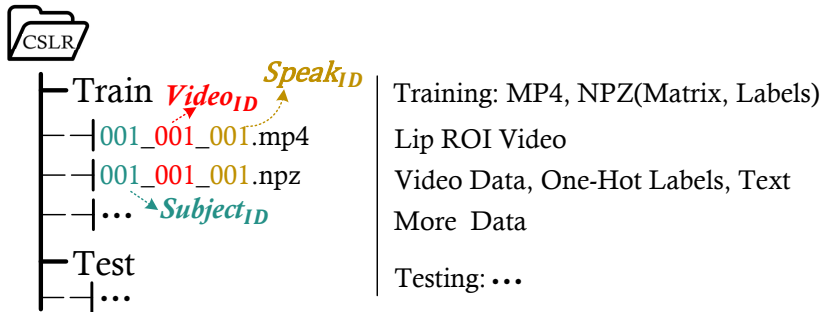 CSLR
Speak_ID
Train Video_ID Training: MP4, NPZ(Matrix, Labels)
001_001_001.mp4 Lip ROI Video
001_001_001.npz Video Data, One-Hot Labels, Text
... Subject_ID More Data
Test Testing: ...
...